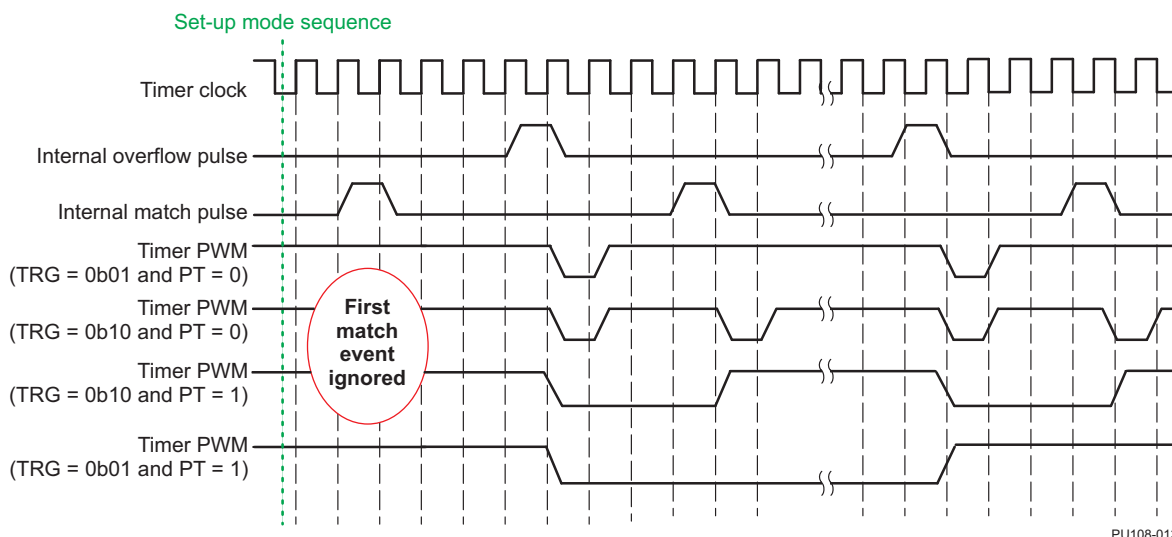 Set-up mode sequence
Timer clock
Internal overflow pulse
Internal match pulse
Timer PWM
(TRG = 0b01 and PT = 0)
Timer PWM
(TRG = 0b10 and PT = 0)
Timer PWM
(TRG = 0b10 and PT = 1)
Timer PWM
(TRG = 0b01 and PT = 1)
First
match
event
ignored